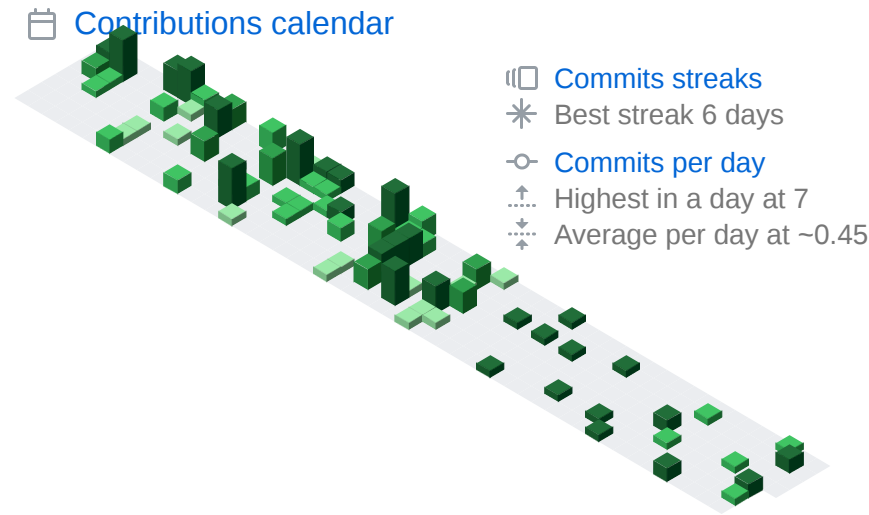 Contributions calendar
Commits streaks
Best streak 6 days
Commits per day
Highest in a day at 7
Average per day at ~0.45